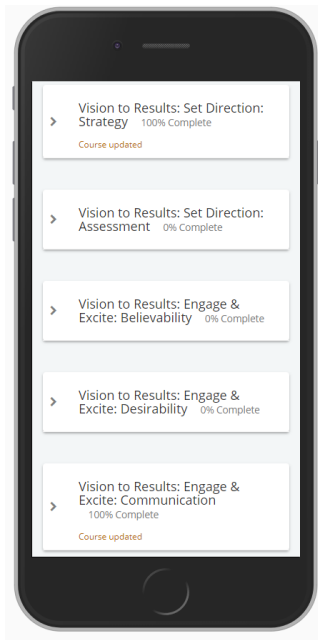 Vision to Results: Set Direction:
Strategy 100% Complete
Course updated
Vision to Results: Set Direction:
Assessment 0% Complete
Vision to Results: Engage &
Excite: Believability 0% Complete
Vision to Results: Engage &
Excite: Desirability 0% Complete
Vision to Results: Engage &
Excite: Communication
100% Complete
Course updated